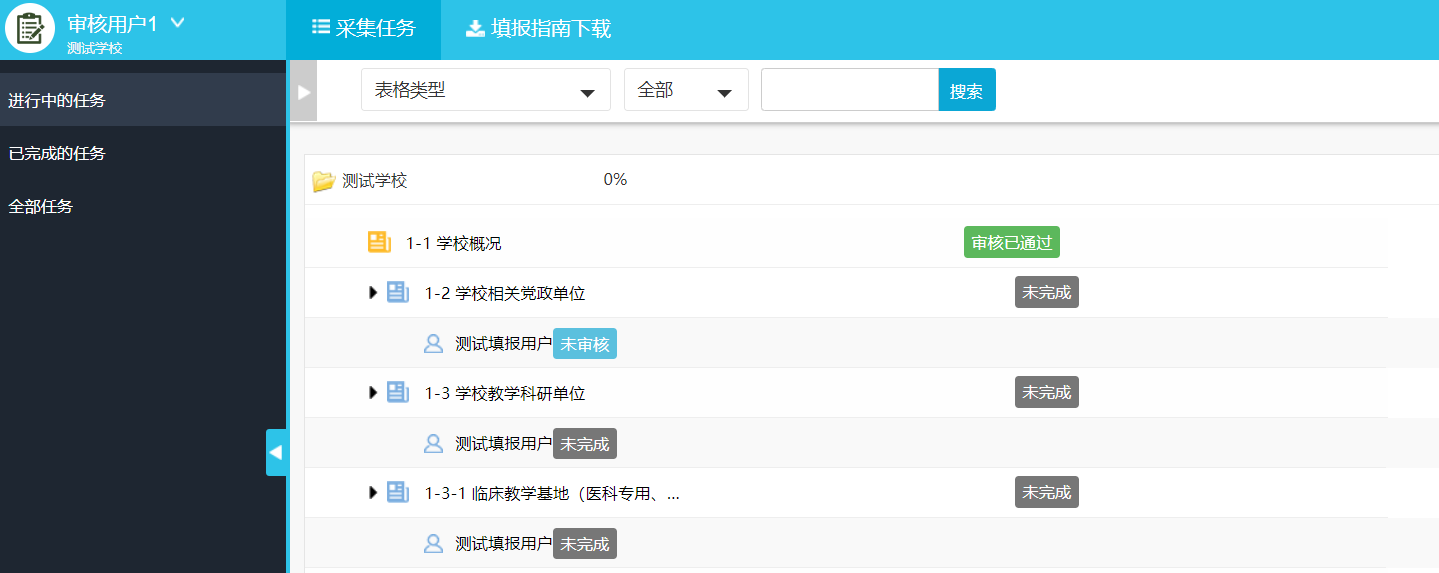 审核用户1
测试学校
采集任务
填报指南下载
进行中的任务
已完成的任务
全部任务
表格类型
全部
搜索
测试学校 0%
1-1 学校概况 审核已通过
1-2 学校相关党政单位 未完成
测试填报用户 未审核
1-3 学校教学科研单位 未完成
测试填报用户 未完成
1-3-1 临床教学基地（医科专用、... 未完成
测试填报用户 未完成